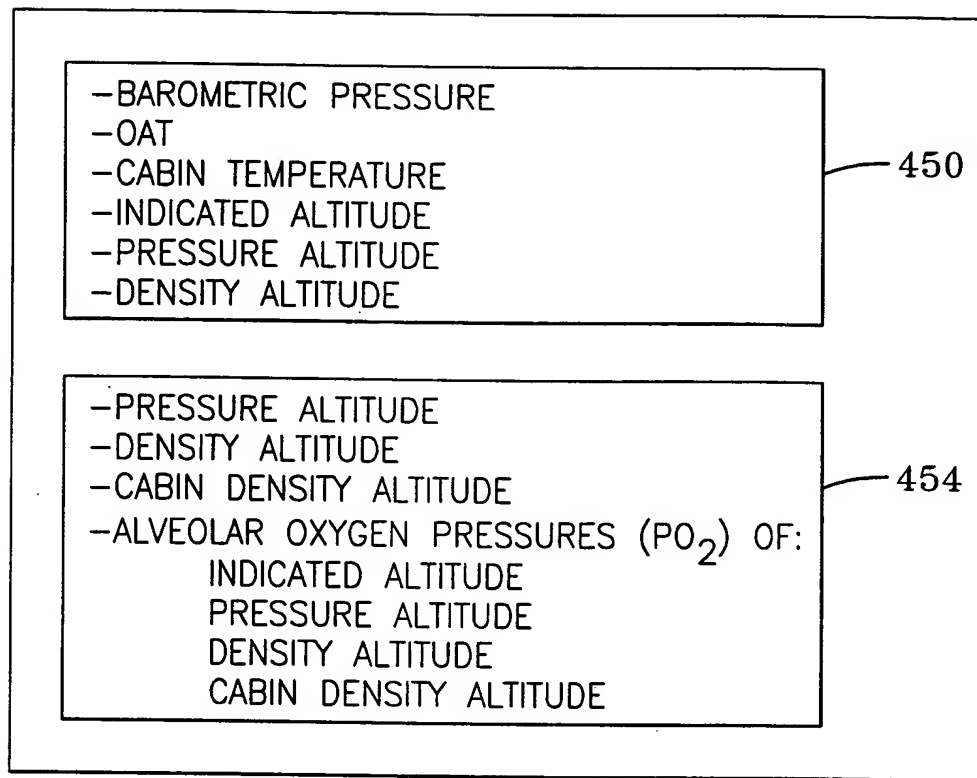 –BAROMETRIC PRESSURE
–OAT
–CABIN TEMPERATURE
–INDICATED ALTITUDE
–PRESSURE ALTITUDE
–DENSITY ALTITUDE
450
–PRESSURE ALTITUDE
–DENSITY ALTITUDE
–CABIN DENSITY ALTITUDE
454
–ALVEOLAR OXYGEN PRESSURES (PO₂) OF:
INDICATED ALTITUDE
PRESSURE ALTITUDE
DENSITY ALTITUDE
CABIN DENSITY ALTITUDE